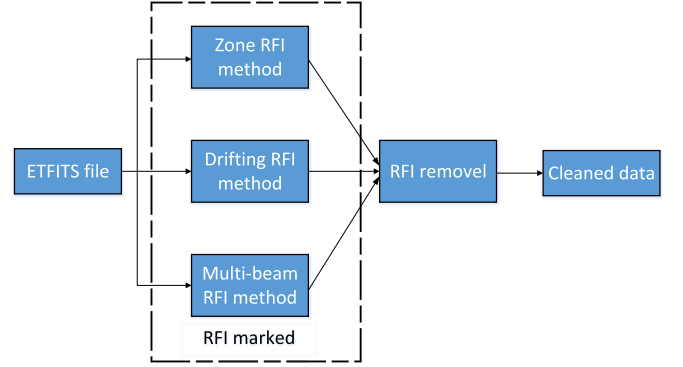 Zone RFI
method
ETFITS file
Drifting RFI
method
RFI removel
Cleaned data
Multi-beam
RFI method
RFI marked